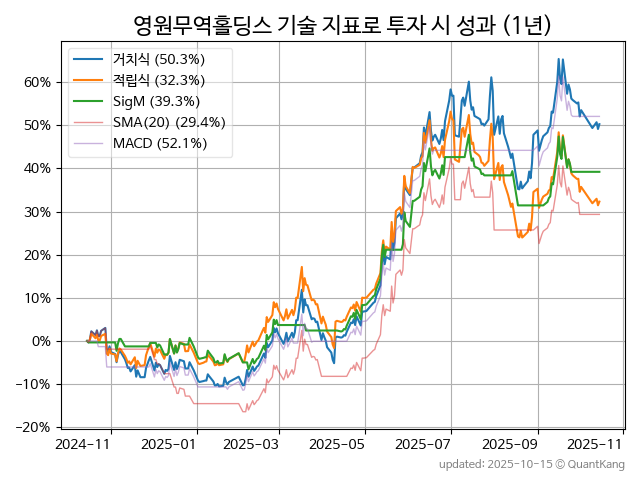 영원무역홀딩스 기술 지표로 투자 시 성과 (1년)
거치식 (50.3%)
적립식 (32.3%)
SigM (39.3%)
SMA(20) (29.4%)
MACD (52.1%)
60%
50%
40%
30%
20%
10%
0%
−10%
−20%
2024−11 2025−01 2025−03 2025−05 2025−07 2025−09 2025−11
updated: 2025-10-15 © QuantKang